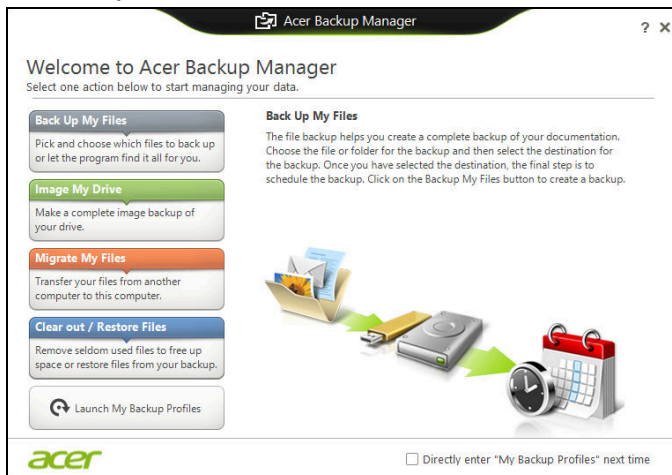 Acer Backup Manager
? X
Welcome to Acer Backup Manager
Select one action below to start managing your data.
Back Up My Files
Pick and choose which files to back up
or let the program find it all for you.
Image My Drive
Make a complete image backup of
your drive.
Migrate My Files
Transfer your files from another
computer to this computer.
Clear out / Restore Files
Remove seldom used files to free up
space or restore files from your backup.
Launch My Backup Profiles
Back Up My Files
The file backup helps you create a complete backup of your documentation.
Choose the file or folder for the backup and then select the destination for
the backup. Once you have selected the destination, the final step is to
schedule the backup. Click on the Backup My Files button to create a backup.
acer
Directly enter "My Backup Profiles" next time